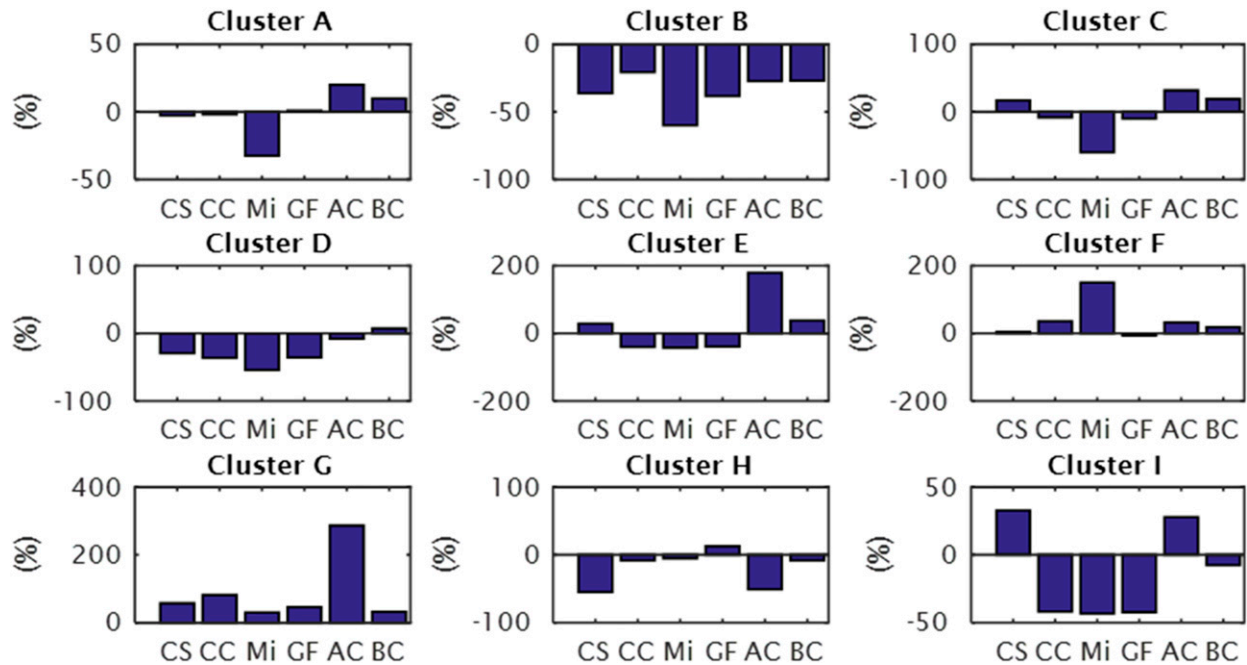 Cluster A
50
0
-50
(%)
CS CC Mi GF AC BC
Cluster B
0
-50
-100
(%)
CS CC Mi GF AC BC
Cluster C
100
0
-100
(%)
CS CC Mi GF AC BC
Cluster D
100
0
-100
(%)
CS CC Mi GF AC BC
Cluster E
200
0
-200
(%)
CS CC Mi GF AC BC
Cluster F
200
0
-200
(%)
CS CC Mi GF AC BC
Cluster G
400
200
0
(%)
CS CC Mi GF AC BC
Cluster H
100
0
-100
(%)
CS CC Mi GF AC BC
Cluster I
50
0
-50
(%)
CS CC Mi GF AC BC